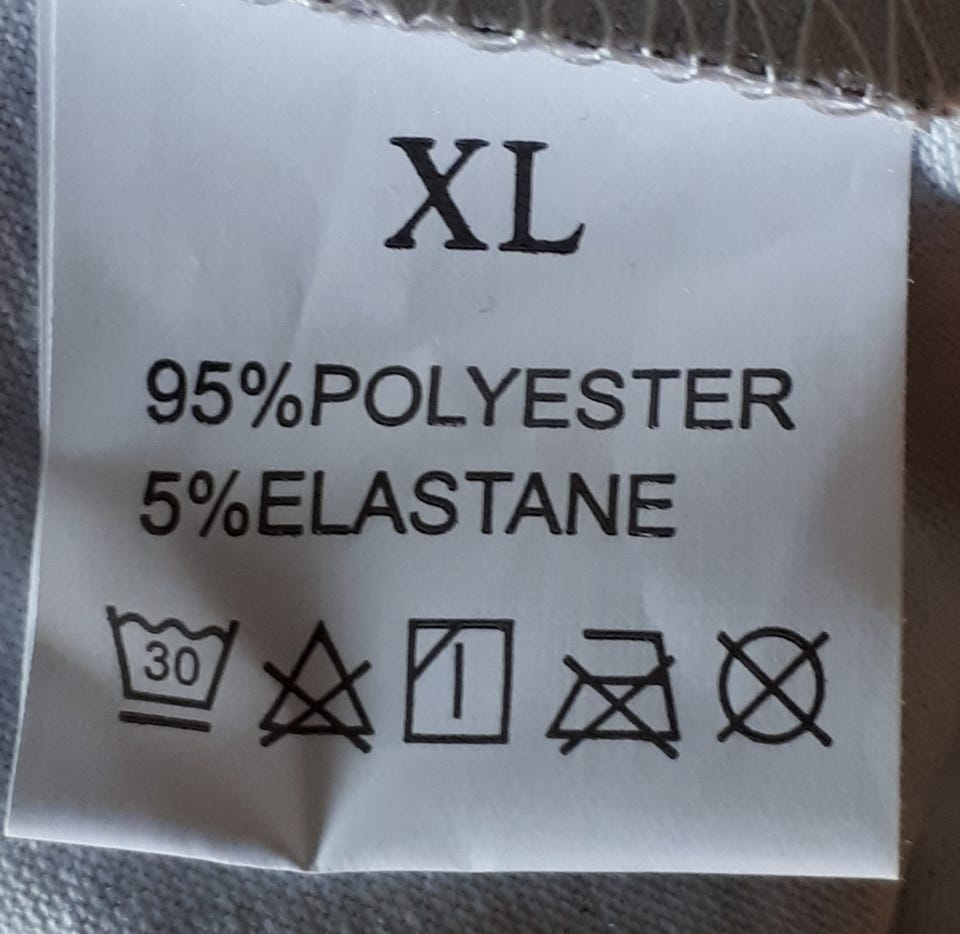 XL
95%POLYESTER
5%ELASTANE
30